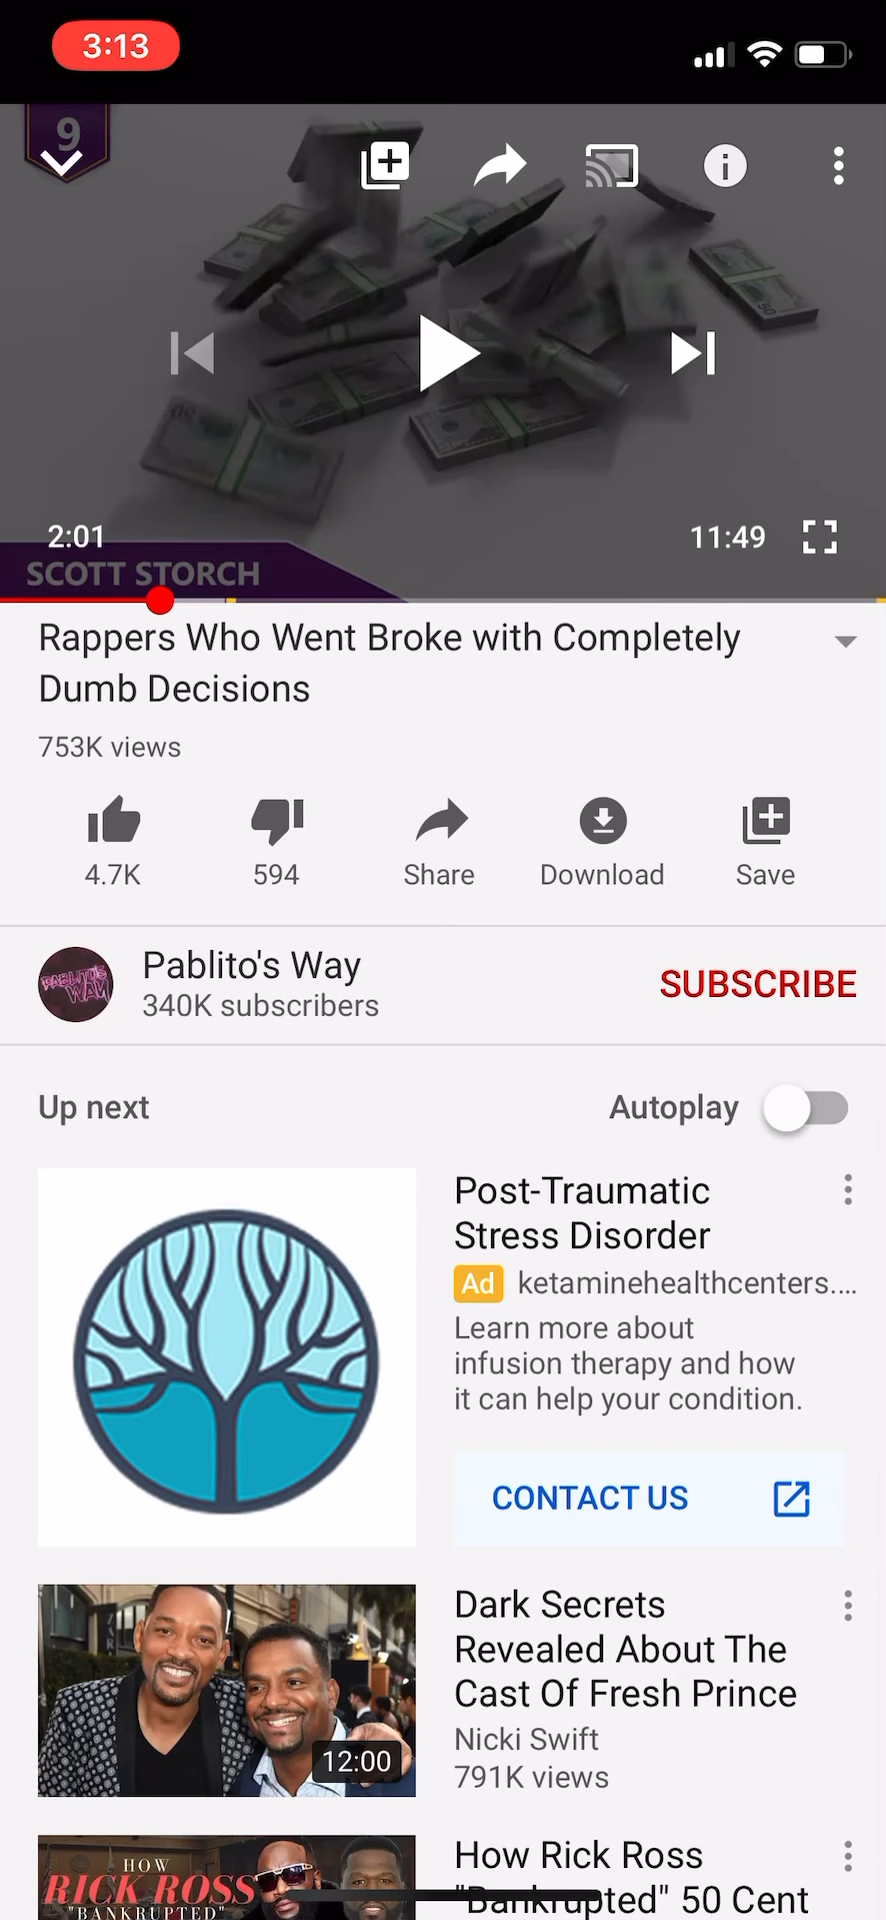 3:13
9
2:01
11:49
SCOTT STORCH
Rappers Who Went Broke with Completely
Dumb Decisions
753K views
4.7K
594
Share
Download
Save
PABLITO'S
WAY
Pablito's Way
340K subscribers
SUBSCRIBE
Up next
Autoplay
Post-Traumatic
Stress Disorder
Ad ketaminehealthcenters....
Learn more about
infusion therapy and how
it can help your condition.
CONTACT US
12:00
Dark Secrets
Revealed About The
Cast Of Fresh Prince
Nicki Swift
791K views
HOW
RICK ROSS
"BANKRUPTED"
How Rick Ross
"Bankrupted" 50 Cent